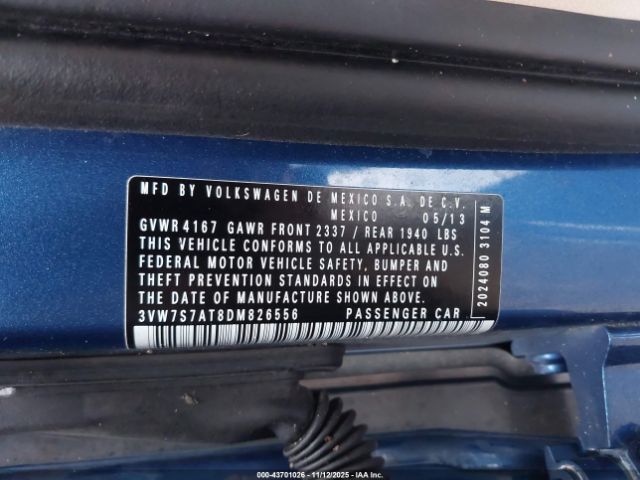 MFD BY VOLKSWAGEN DE MEXICO S.A. DE C.V.
MEXICO 05/13
GVWR 4167 GAWR FRONT 2337 / REAR 1940 LBS
THIS VEHICLE CONFORMS TO ALL APPLICABLE U.S.
FEDERAL MOTOR VEHICLE SAFETY, BUMPER AND
THEFT PREVENTION STANDARDS IN EFFECT ON
THE DATE OF MANUFACTURE SHOWN ABOVE.
3VW7S7AT8DM826556 PASSENGER CAR
2024080 3104 M
00-43701026 - 11/12/2025 - IAA Inc.